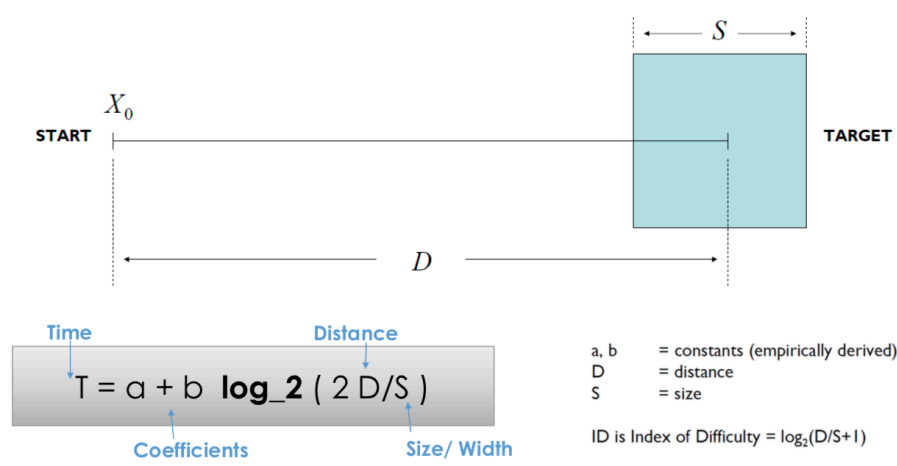 S
X₀
START
TARGET
D
Time
Distance
T = a + b log_2 ( 2 D/S )
Coefficients
Size/ Width
a, b = constants (empirically derived)
D = distance
S = size
ID is Index of Difficulty = log₂(D/S+1)